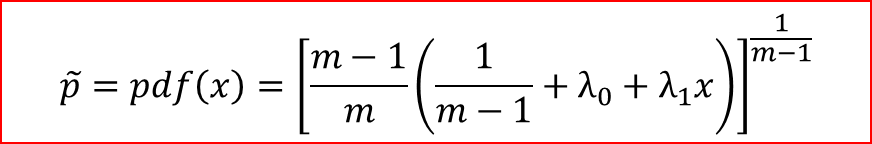 p̃ = pdf(x) = [ (m − 1)/m ( 1/(m − 1) + λ₀ + λ₁x ) ]^(1/(m−1))